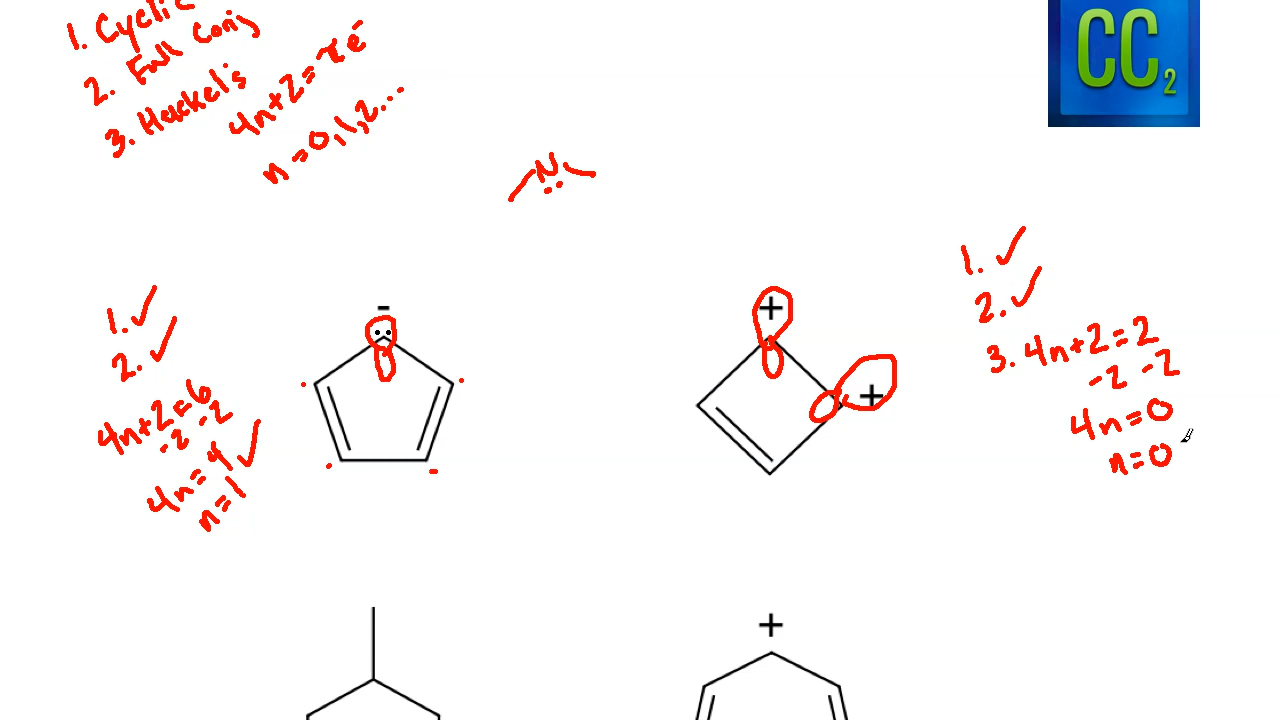 1. Cyclic
2. Full Conj
3. Huckel's
4n+2=πe⁻
n=0,1,2...
CC2
N
1. ✓
2. ✓
4n+2=6
-2 -2
4n=4
n=1 ✓
-
+
+
1. ✓
2. ✓
3. 4n+2=2
-2 -2
4n=0
n=0
+